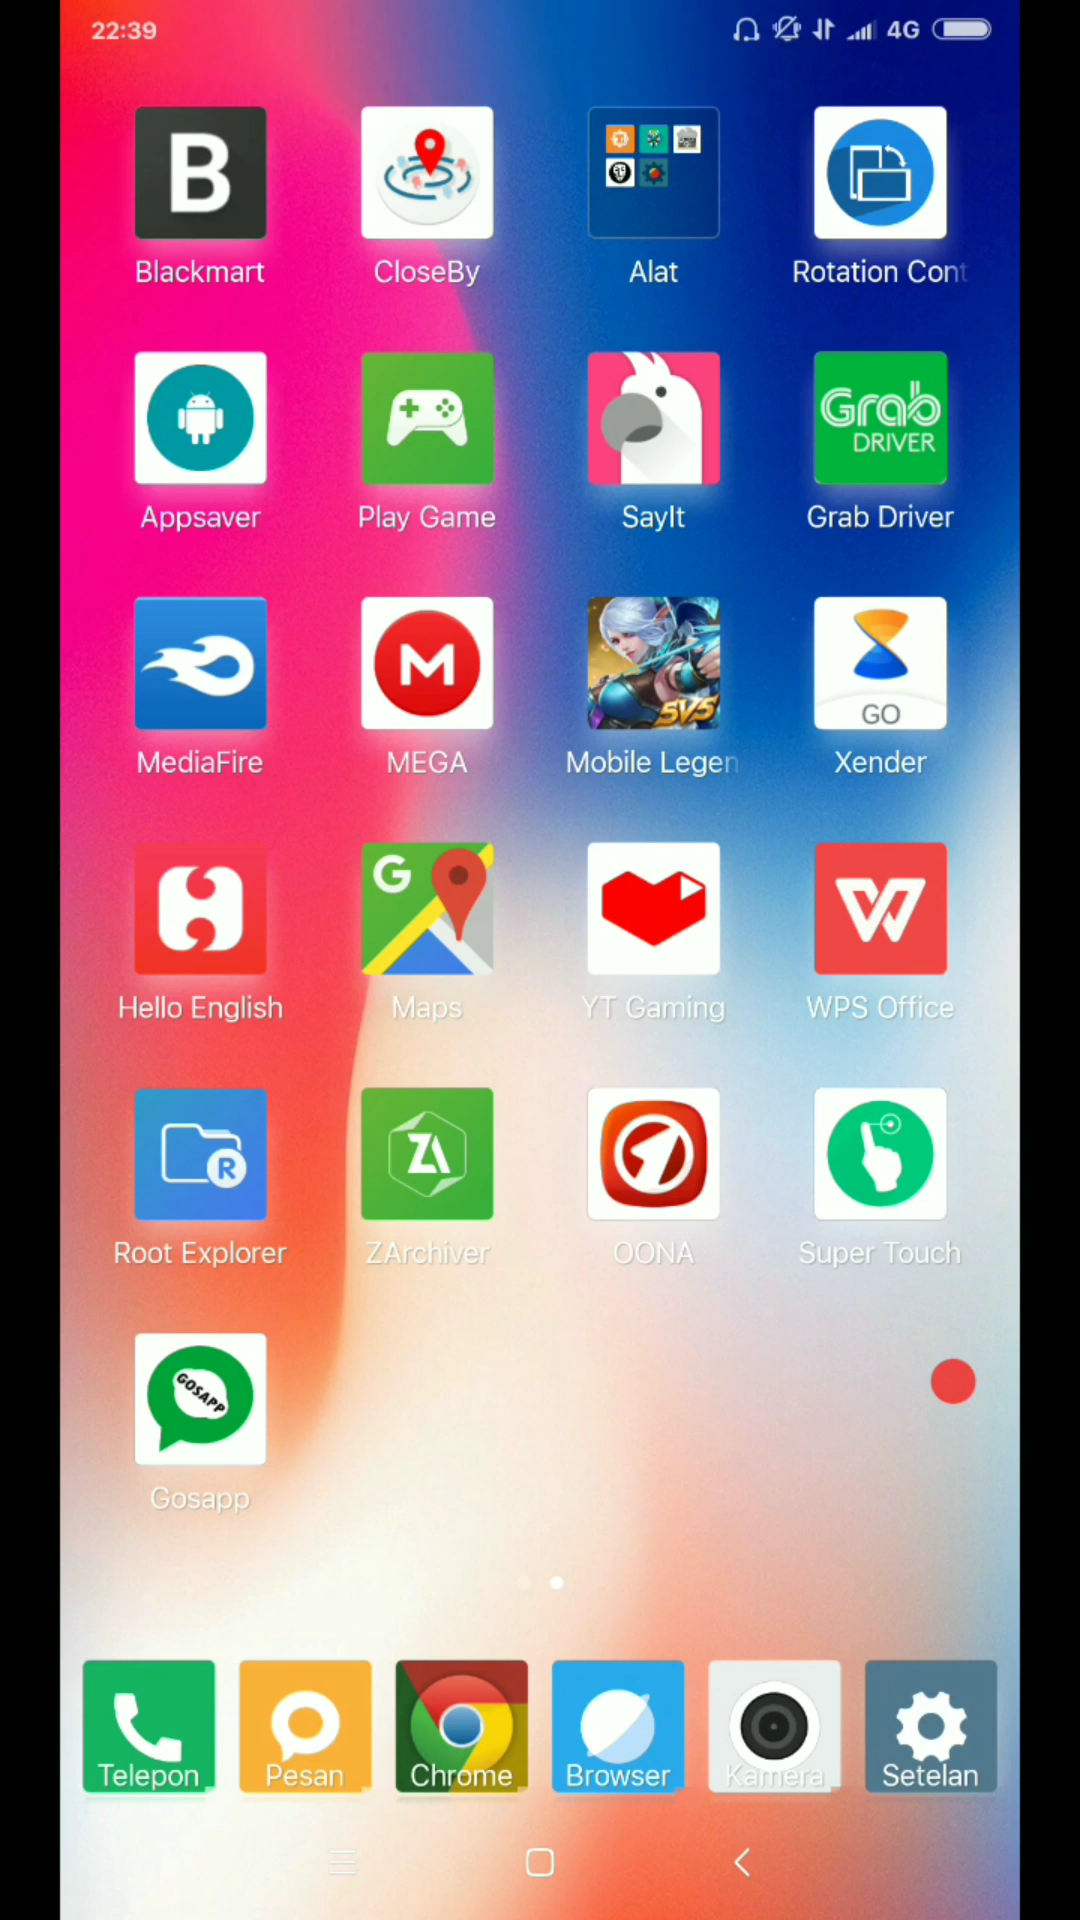 22:39 4G
B
Blackmart CloseBy Alat Rotation Cont
Grab
DRIVER
Appsaver Play Game SayIt Grab Driver
M 5V5 GO
MediaFire MEGA Mobile Legen Xender
G W
Hello English Maps YT Gaming WPS Office
R ZA
Root Explorer ZArchiver OONA Super Touch
GOSAPP
Gosapp
Telepon Pesan Chrome Browser Kamera Setelan